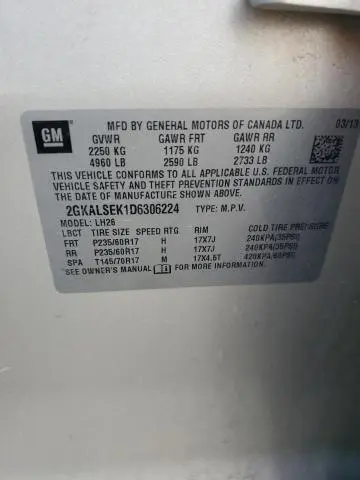 GM
MFD BY GENERAL MOTORS OF CANADA LTD. 03/13
GVWR GAWR FRT GAWR RR
2250 KG 1175 KG 1240 KG
4960 LB 2590 LB 2733 LB
THIS VEHICLE CONFORMS TO ALL APPLICABLE U.S. FEDERAL MOTOR
VEHICLE SAFETY AND THEFT PREVENTION STANDARDS IN EFFECT ON
THE DATE OF MANUFACTURE SHOWN ABOVE.
2GKALSEK1D6306224 TYPE: M.P.V.
MODEL: LH26
LBCT TIRE SIZE SPEED RTG RIM COLD TIRE PRESSURE
FRT P235/60R17 H 17X7J 240KPA(35PSI)
RR P235/60R17 H 17X7J 240KPA(35PSI)
SPA T145/70R17 M 17X4.5T 420KPA(60PSI)
"SEE OWNER'S MANUAL FOR MORE INFORMATION"